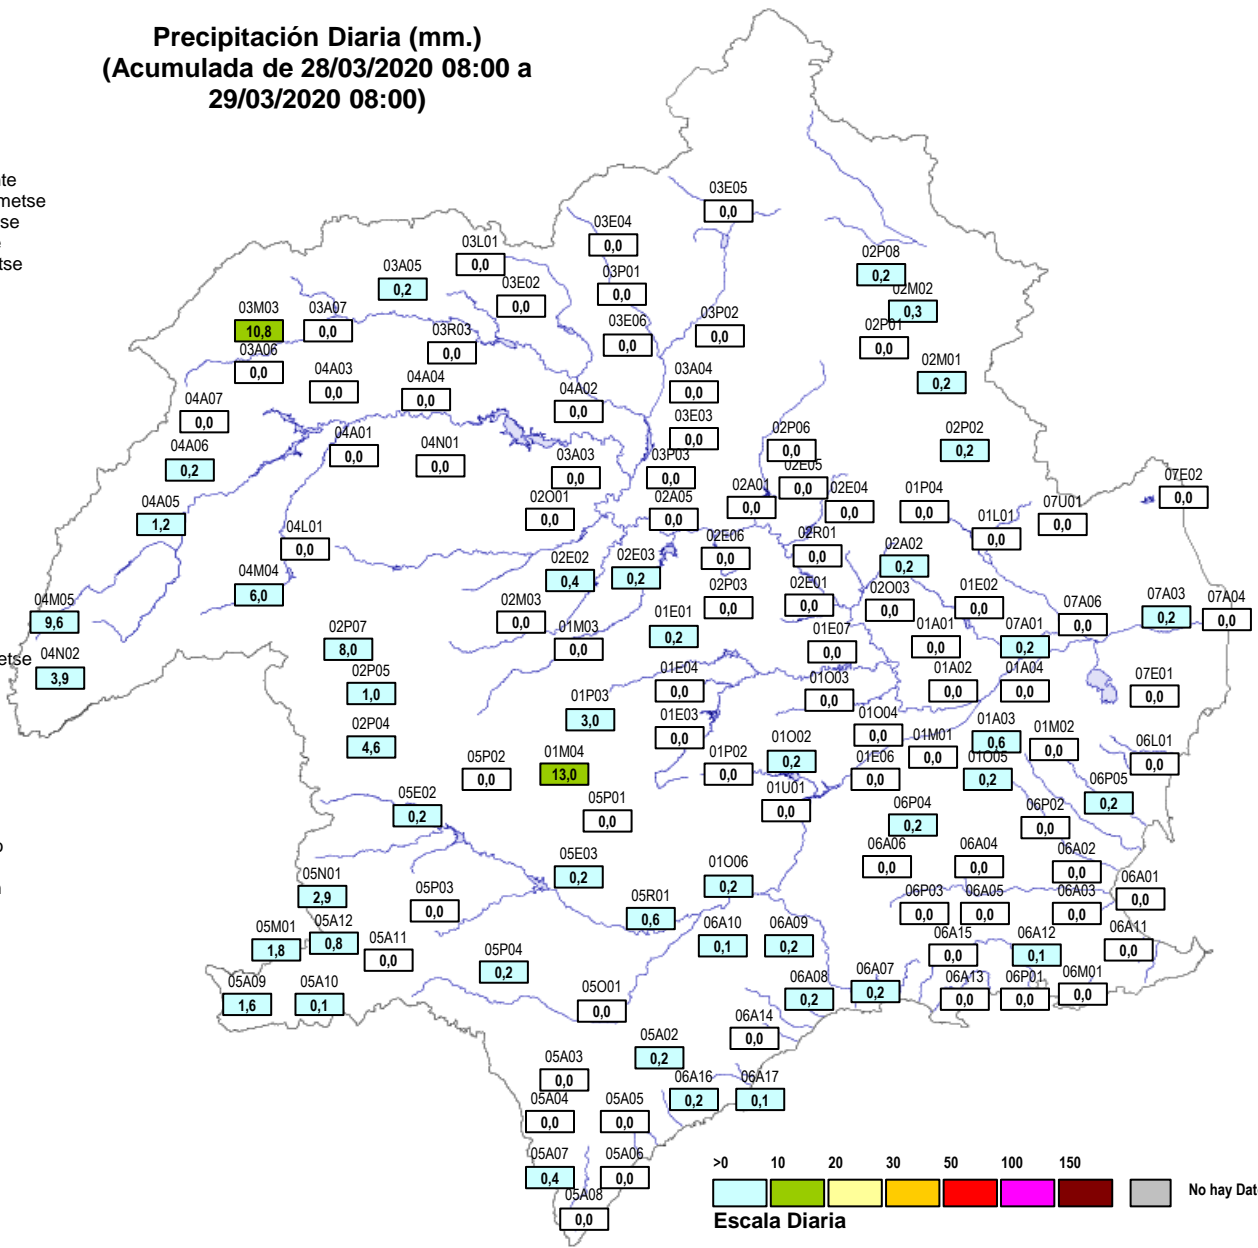 Precipitación Diaria (mm.)
(Acumulada de 28/03/2020 08:00 a
29/03/2020 08:00)
nte
metse
se
e
tse
etse
o
n
03E05
0,0
03E04
0,0
03L01
0,0
03A05
0,2
03P01
0,0
03E02
0,0
02P08
0,2
02M02
0,3
03M03
10,8
03A07
0,0
03R03
0,0
03E06
0,0
03P02
0,0
02P01
0,0
03A06
0,0
04A03
0,0
04A04
0,0
04A02
0,0
03A04
0,0
02M01
0,2
04A07
0,0
03E03
0,0
04A06
0,2
04A01
0,0
04N01
0,0
03A03
0,0
03P03
0,0
02P06
0,0
02P02
0,2
02E05
0,0
04A05
1,2
02O01
0,0
02A05
0,0
02A01
0,0
02E04
0,0
01P04
0,0
01L01
0,0
07U01
0,0
07E02
0,0
04L01
0,0
02E06
0,0
02R01
0,0
02A02
0,2
04M04
6,0
02E02
0,4
02E03
0,2
04M05
9,6
02M03
0,0
02P03
0,0
02E01
0,0
02O03
0,0
01E02
0,0
07A06
0,0
07A03
0,2
07A04
0,0
02P07
8,0
01M03
0,0
01E01
0,2
01E07
0,0
01A01
0,0
07A01
0,2
04N02
3,9
02P05
1,0
01E04
0,0
01O03
0,0
01A02
0,0
01A04
0,0
07E01
0,0
01P03
3,0
02P04
4,6
01E03
0,0
01O04
0,0
01A03
0,6
01M02
0,0
05P02
0,0
01M04
13,0
01P02
0,0
01O02
0,2
01M01
0,0
01E06
0,0
01O05
0,2
06L01
0,0
05E02
0,2
05P01
0,0
01U01
0,0
06P04
0,2
06P02
0,0
06P05
0,2
05E03
0,2
01O06
0,2
06A06
0,0
06A04
0,0
06A02
0,0
05N01
2,9
05P03
0,0
05R01
0,6
06P03
0,0
06A05
0,0
06A03
0,0
06A01
0,0
05M01
1,8
05A12
0,8
05A11
0,0
06A10
0,1
06A09
0,2
06A15
0,0
06A12
0,1
06A11
0,0
05P04
0,2
05A09
1,6
05A10
0,1
05O01
0,0
06A08
0,2
06A07
0,2
06A13
0,0
06P01
0,0
06M01
0,0
06A14
0,0
05A02
0,2
05A03
0,0
06A16
0,2
06A17
0,1
05A04
0,0
05A05
0,0
05A07
0,4
05A06
0,0
05A08
0,0
>0 10 20 30 50 100 150
No hay Dat
Escala Diaria